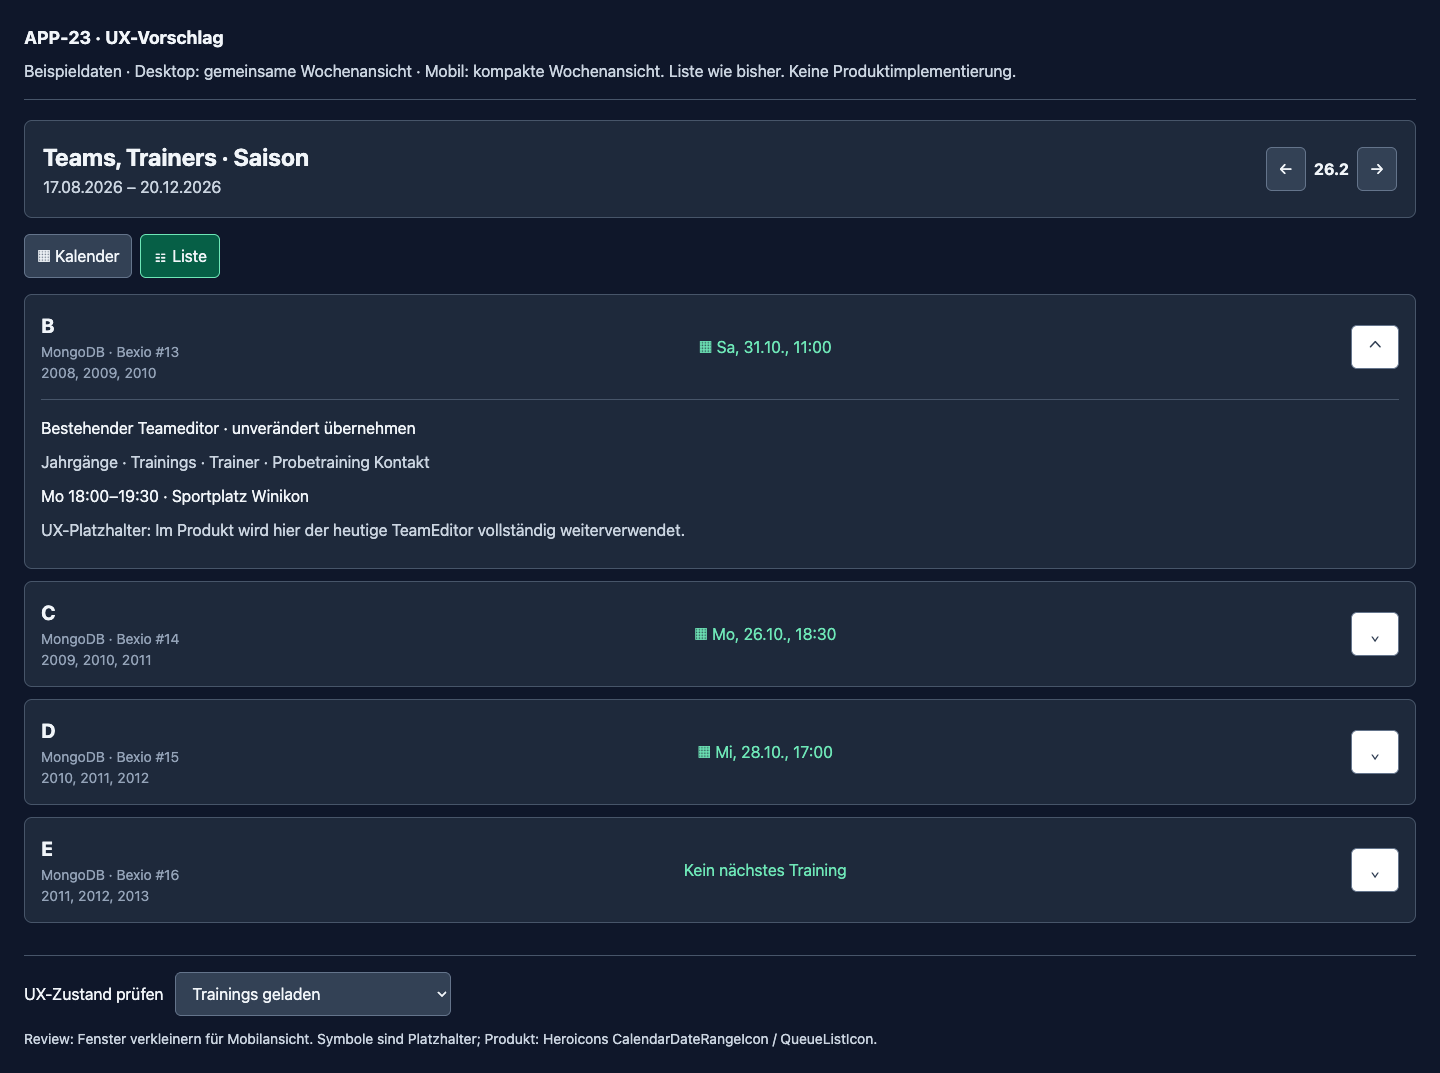 APP-23 · UX-Vorschlag
Beispieldaten · Desktop: gemeinsame Wochenansicht · Mobil: kompakte Wochenansicht. Liste wie bisher. Keine Produktimplementierung.
Teams, Trainers · Saison
17.08.2026 – 20.12.2026
← 26.2 →
Kalender
Liste
B
MongoDB · Bexio #13
2008, 2009, 2010
Sa, 31.10., 11:00
Bestehender Teameditor · unverändert übernehmen
Jahrgänge · Trainings · Trainer · Probetraining Kontakt
Mo 18:00–19:30 · Sportplatz Winikon
UX-Platzhalter: Im Produkt wird hier der heutige TeamEditor vollständig weiterverwendet.
C
MongoDB · Bexio #14
2009, 2010, 2011
Mo, 26.10., 18:30
D
MongoDB · Bexio #15
2010, 2011, 2012
Mi, 28.10., 17:00
E
MongoDB · Bexio #16
2011, 2012, 2013
Kein nächstes Training
UX-Zustand prüfen
Trainings geladen
Review: Fenster verkleinern für Mobilansicht. Symbole sind Platzhalter; Produkt: Heroicons CalendarDateRangeIcon / QueueListIcon.